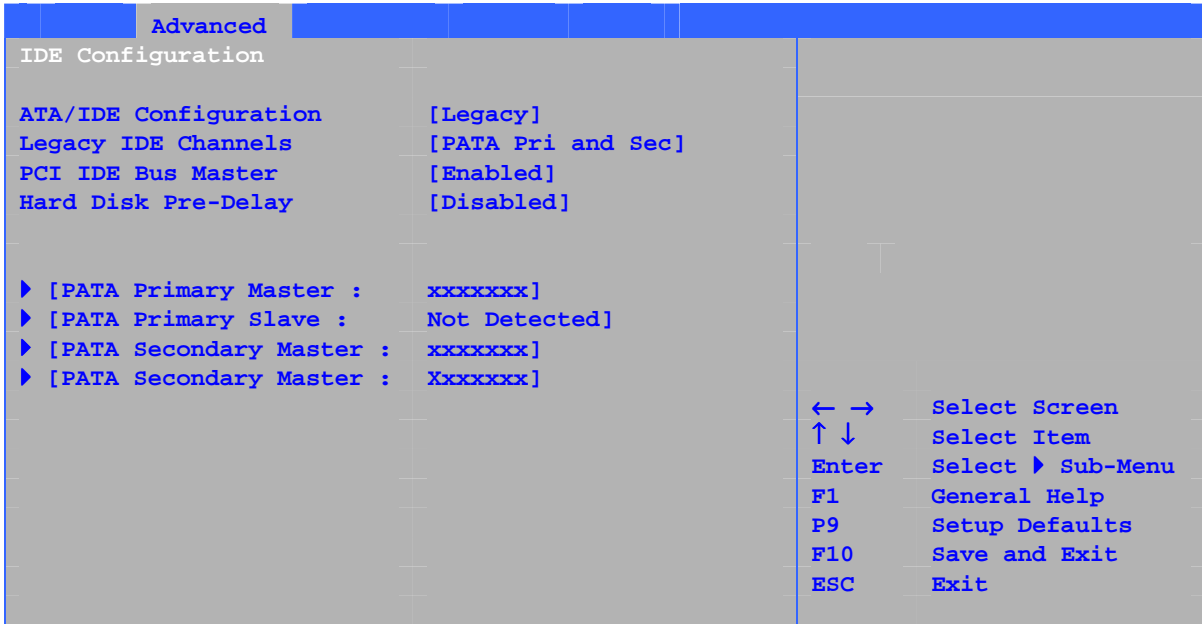 Advanced
IDE Configuration
ATA/IDE Configuration [Legacy]
Legacy IDE Channels [PATA Pri and Sec]
PCI IDE Bus Master [Enabled]
Hard Disk Pre-Delay [Disabled]
[PATA Primary Master : xxxxxxx]
[PATA Primary Slave : Not Detected]
[PATA Secondary Master : xxxxxxx]
[PATA Secondary Master : Xxxxxxx]
← → Select Screen
↑ ↓ Select Item
Enter Select ▶ Sub-Menu
F1 General Help
P9 Setup Defaults
F10 Save and Exit
ESC Exit